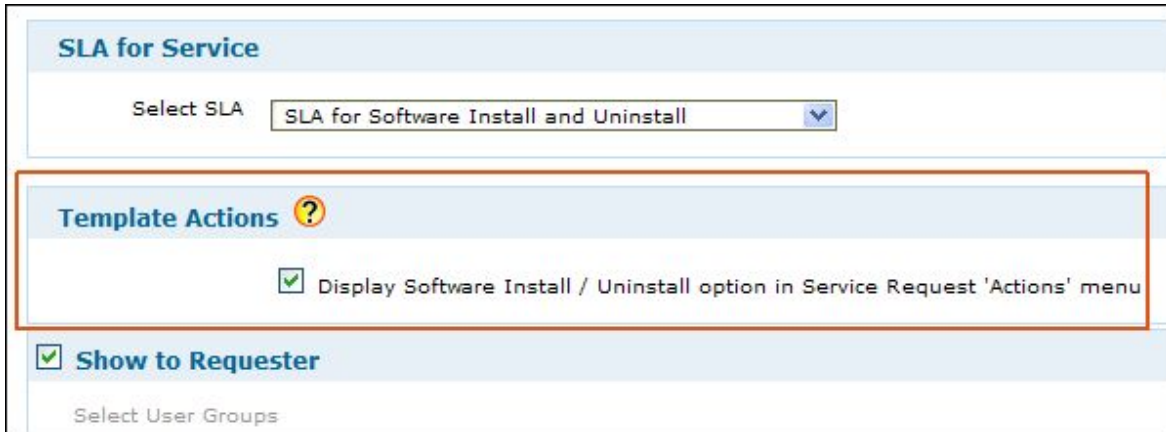 SLA for Service
Select SLA SLA for Software Install and Uninstall
Template Actions ?
Display Software Install / Uninstall option in Service Request 'Actions' menu
Show to Requester
Select User Groups